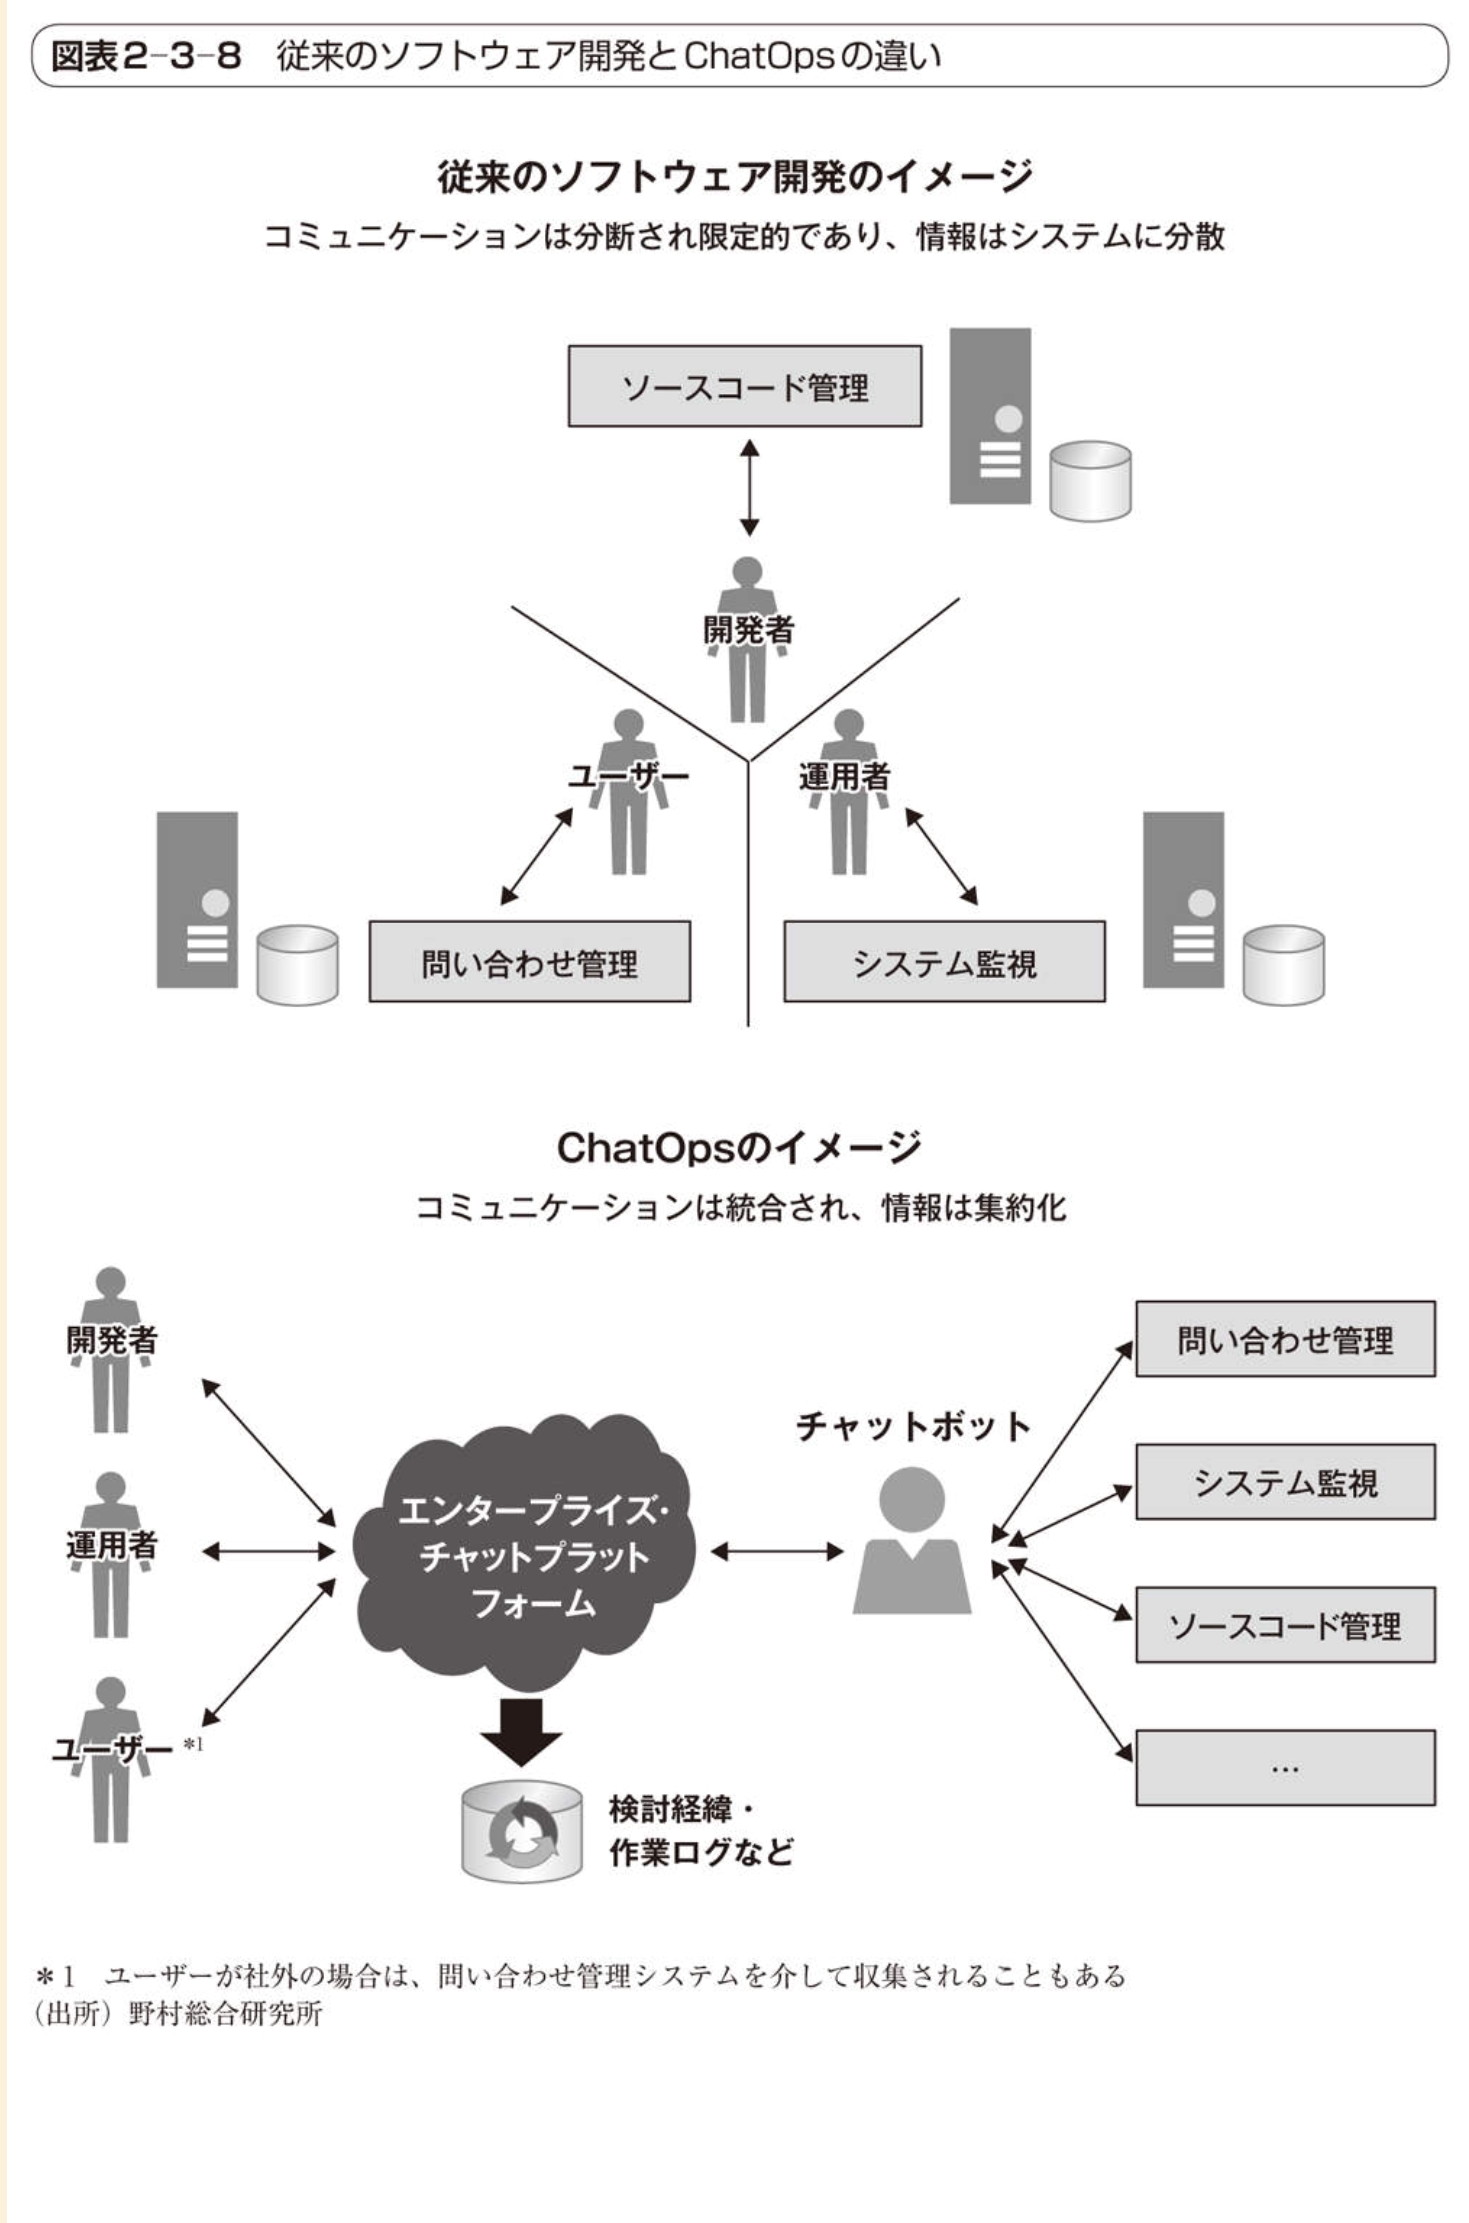 図表2-3-8　従来のソフトウェア開発とChatOpsの違い
従来のソフトウェア開発のイメージ
コミュニケーションは分断され限定的であり、情報はシステムに分散
ソースコード管理
開発者
ユーザー
運用者
問い合わせ管理
システム監視
ChatOpsのイメージ
コミュニケーションは統合され、情報は集約化
開発者
運用者
ユーザー *1
エンタープライズ・
チャットプラット
フォーム
チャットボット
問い合わせ管理
システム監視
ソースコード管理
…
検討経緯・
作業ログなど
＊1　ユーザーが社外の場合は、問い合わせ管理システムを介して収集されることもある
（出所）野村総合研究所